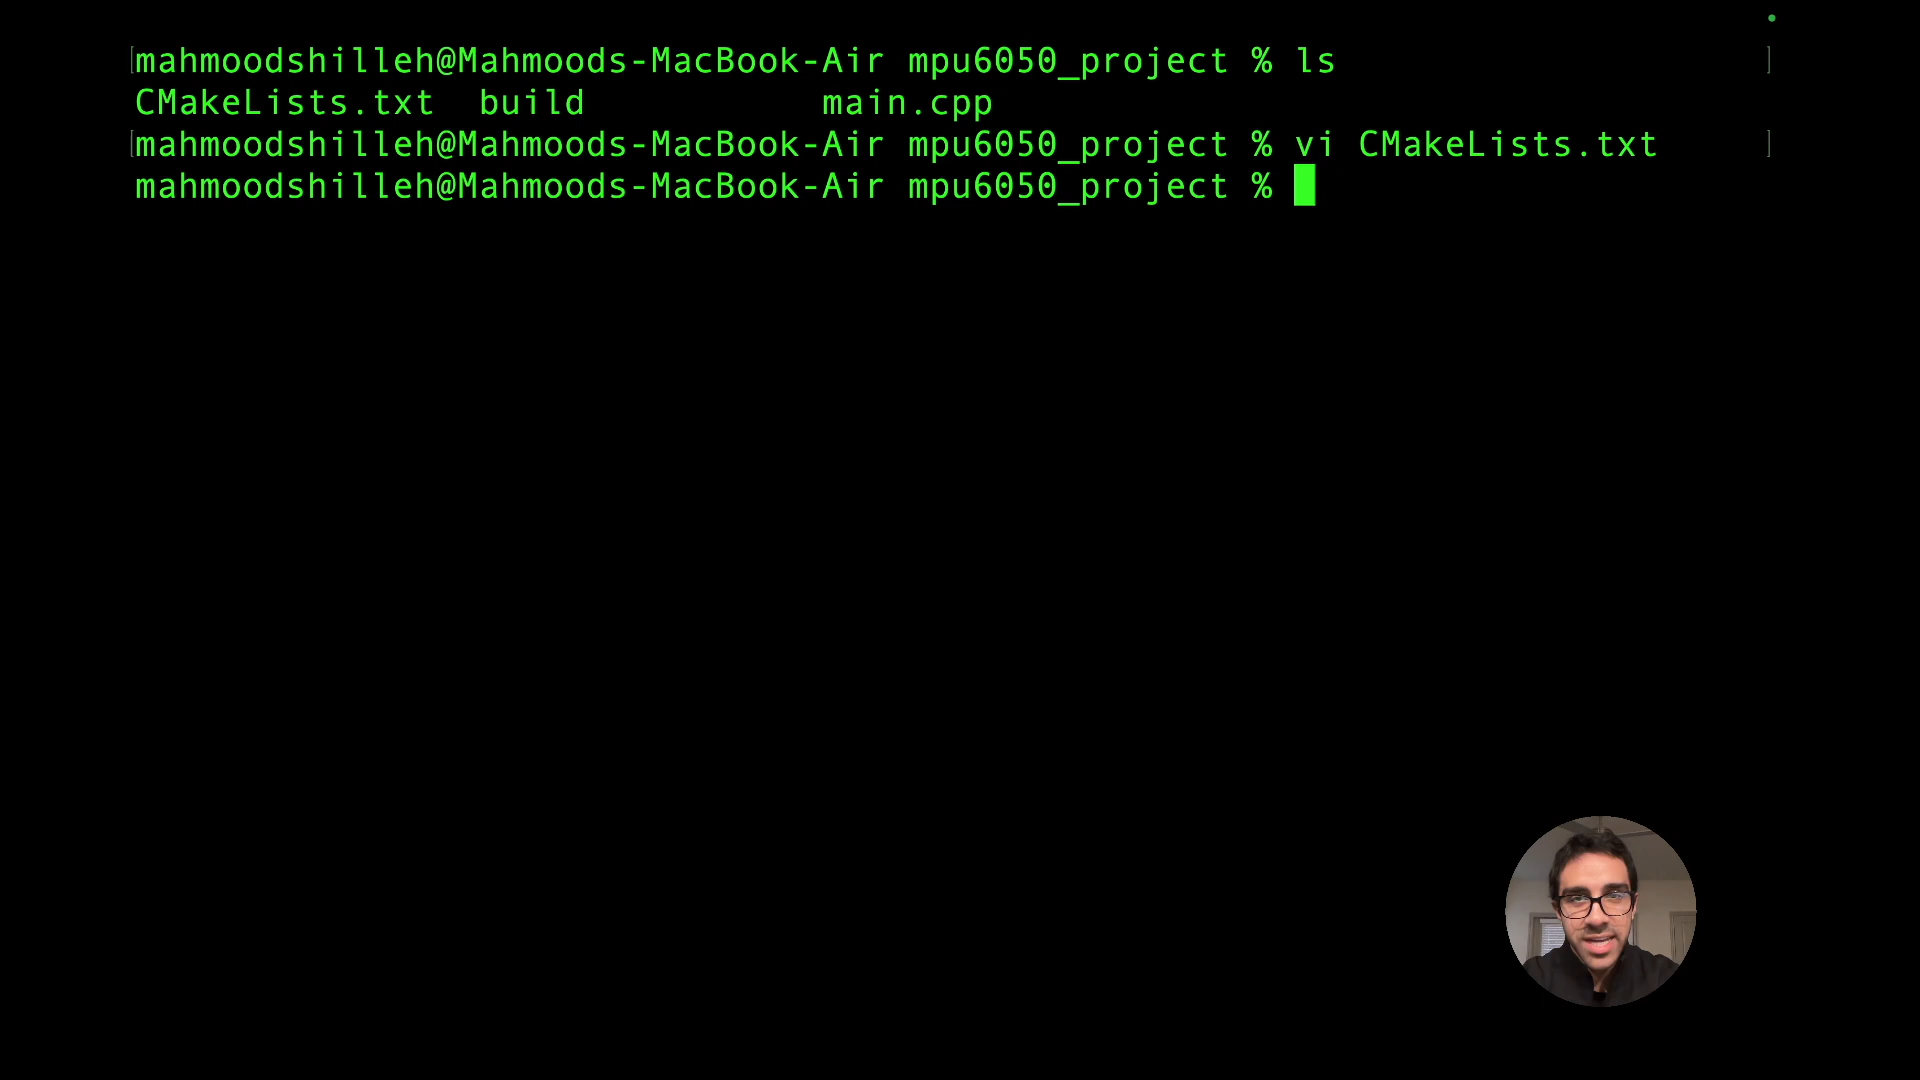 mahmoodshilleh@Mahmoods-MacBook-Air mpu6050_project % ls
CMakeLists.txt build main.cpp
mahmoodshilleh@Mahmoods-MacBook-Air mpu6050_project % vi CMakeLists.txt
mahmoodshilleh@Mahmoods-MacBook-Air mpu6050_project %